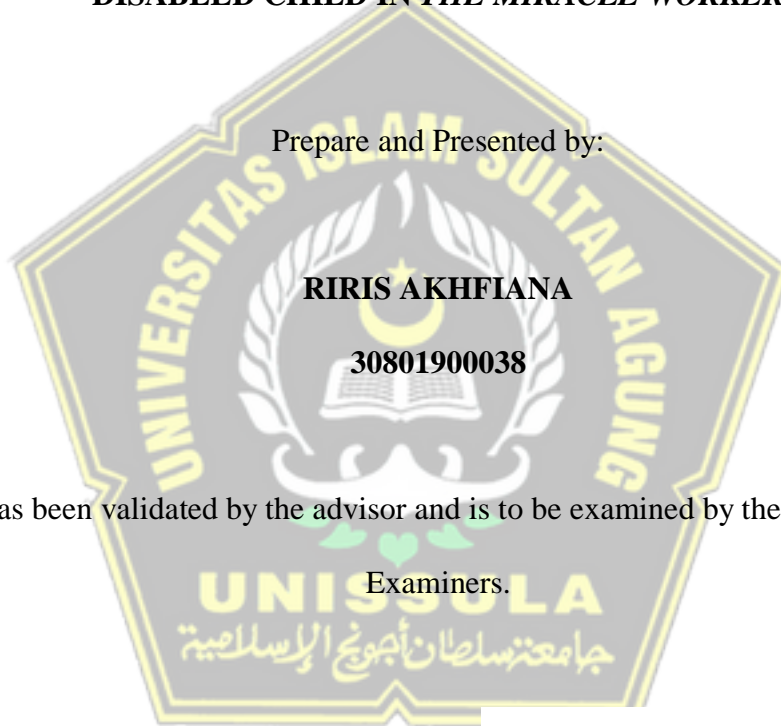 DISABLED CHILD IN THE MIRACLE WORKER
Prepare and Presented by:
UNIVERSITAS ISLAM SULTAN AGUNG
RIRIS AKHFIANA
30801900038
as been validated by the advisor and is to be examined by the
Examiners.
UNISSULA
جامعة سلطان أجونج الإسلامية